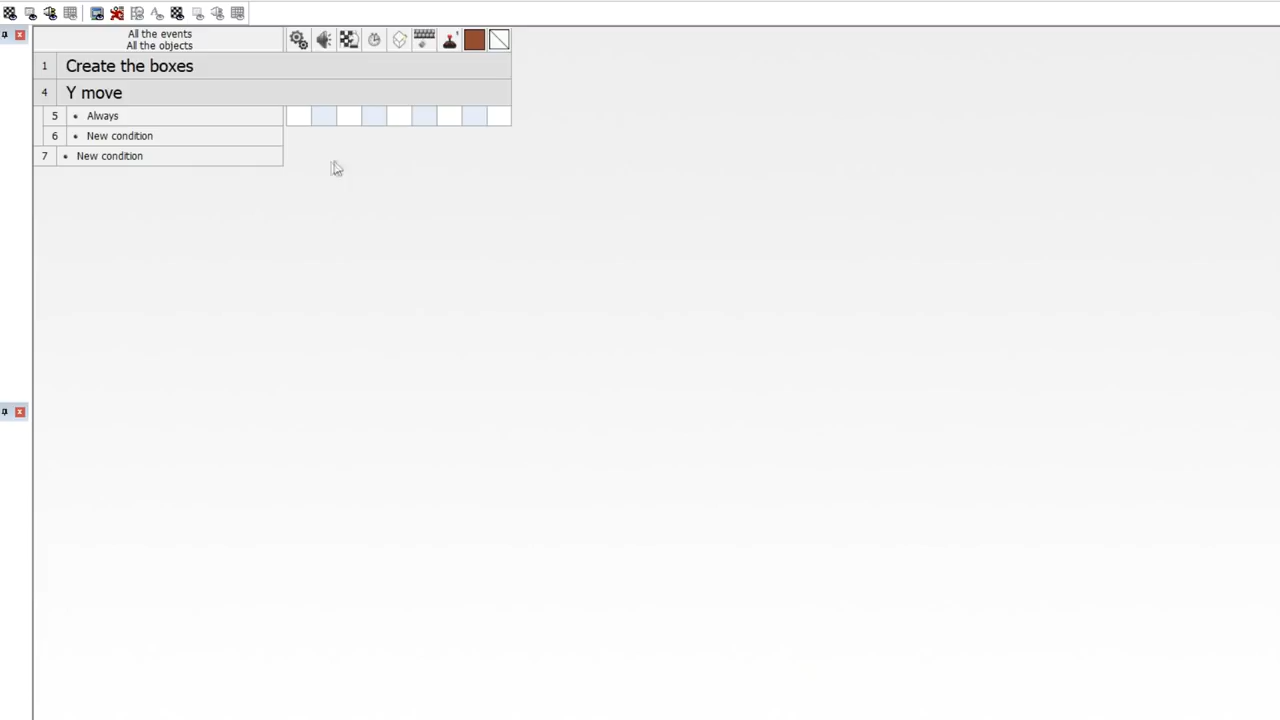 All the events
All the objects
1 Create the boxes
4 Y move
5 • Always
6 • New condition
7 • New condition